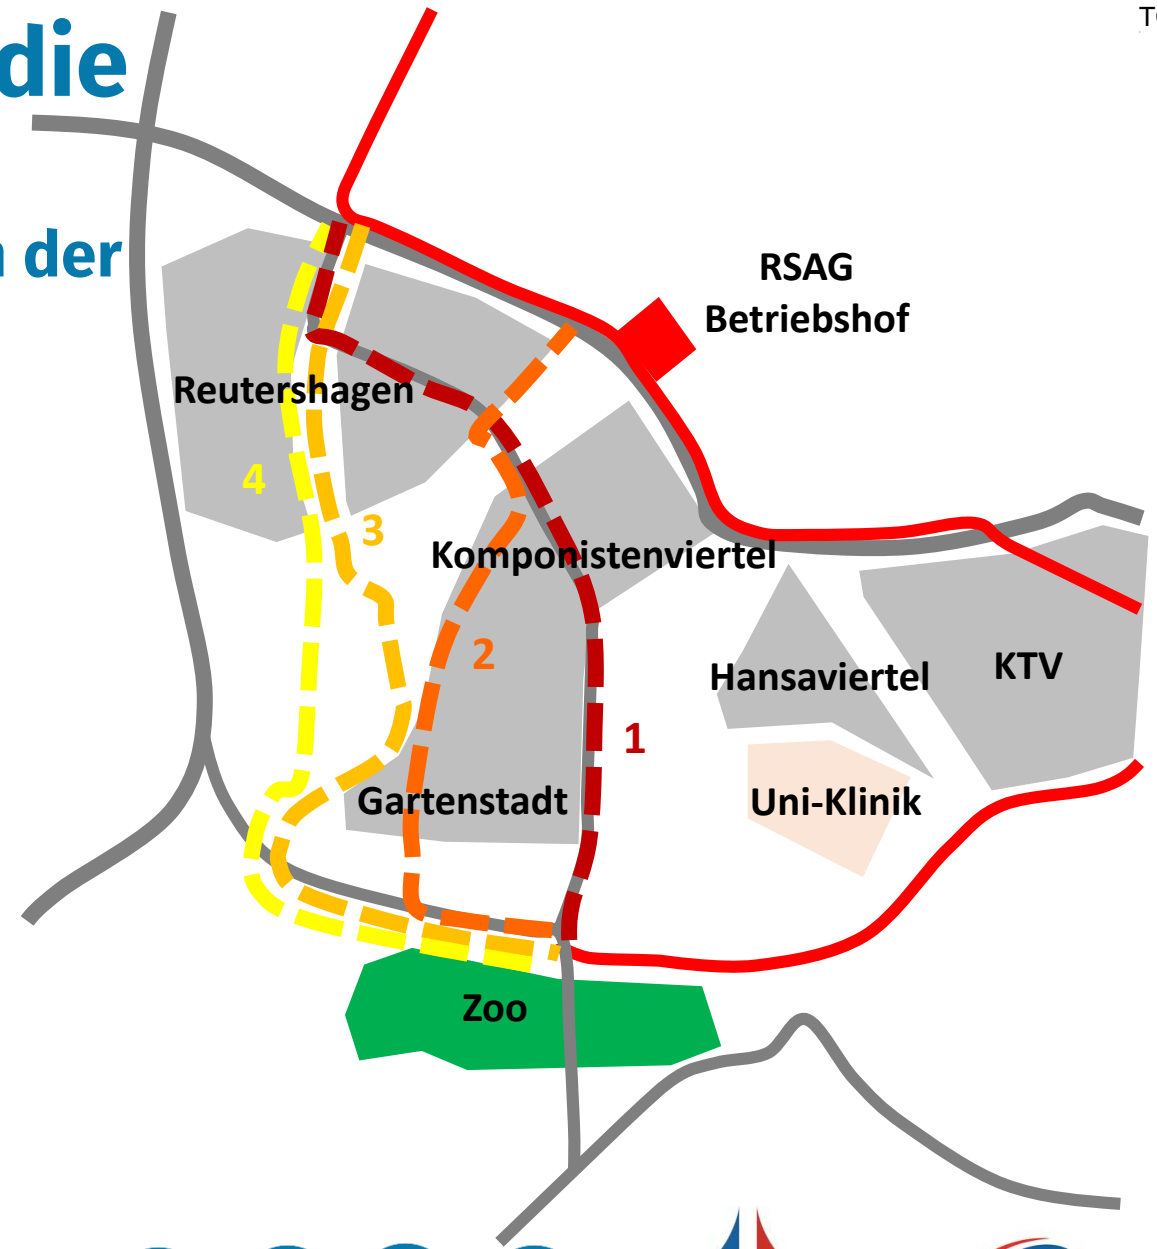 die
der
RSAG
Betriebshof
Reutershagen
4
3
Komponistenviertel
2
Hansaviertel
KTV
1
Gartenstadt
Uni-Klinik
Zoo